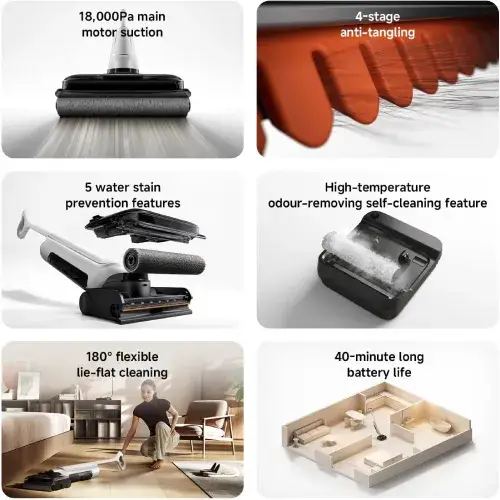 18,000Pa main
motor suction
4-stage
anti-tangling
5 water stain
prevention features
High-temperature
odour-removing self-cleaning feature
180° flexible
lie-flat cleaning
40-minute long
battery life